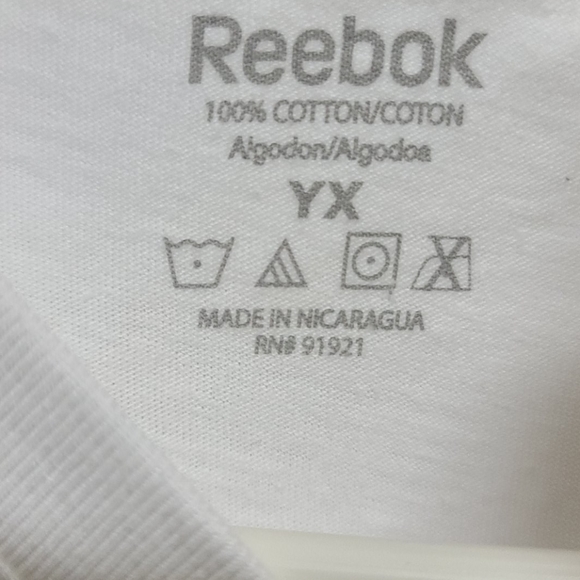 Reebok
100% COTTON/COTON
Algodon/Algodoa
YX
MADE IN NICARAGUA
RN# 91921